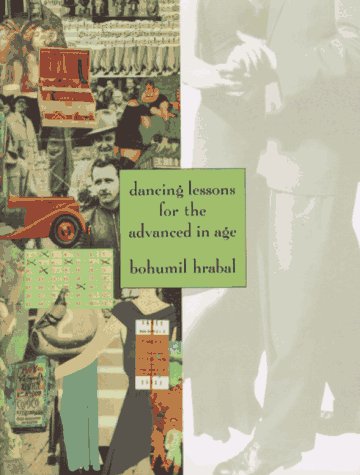 dancing lessons
for the
advanced in age
bohumil hrabal